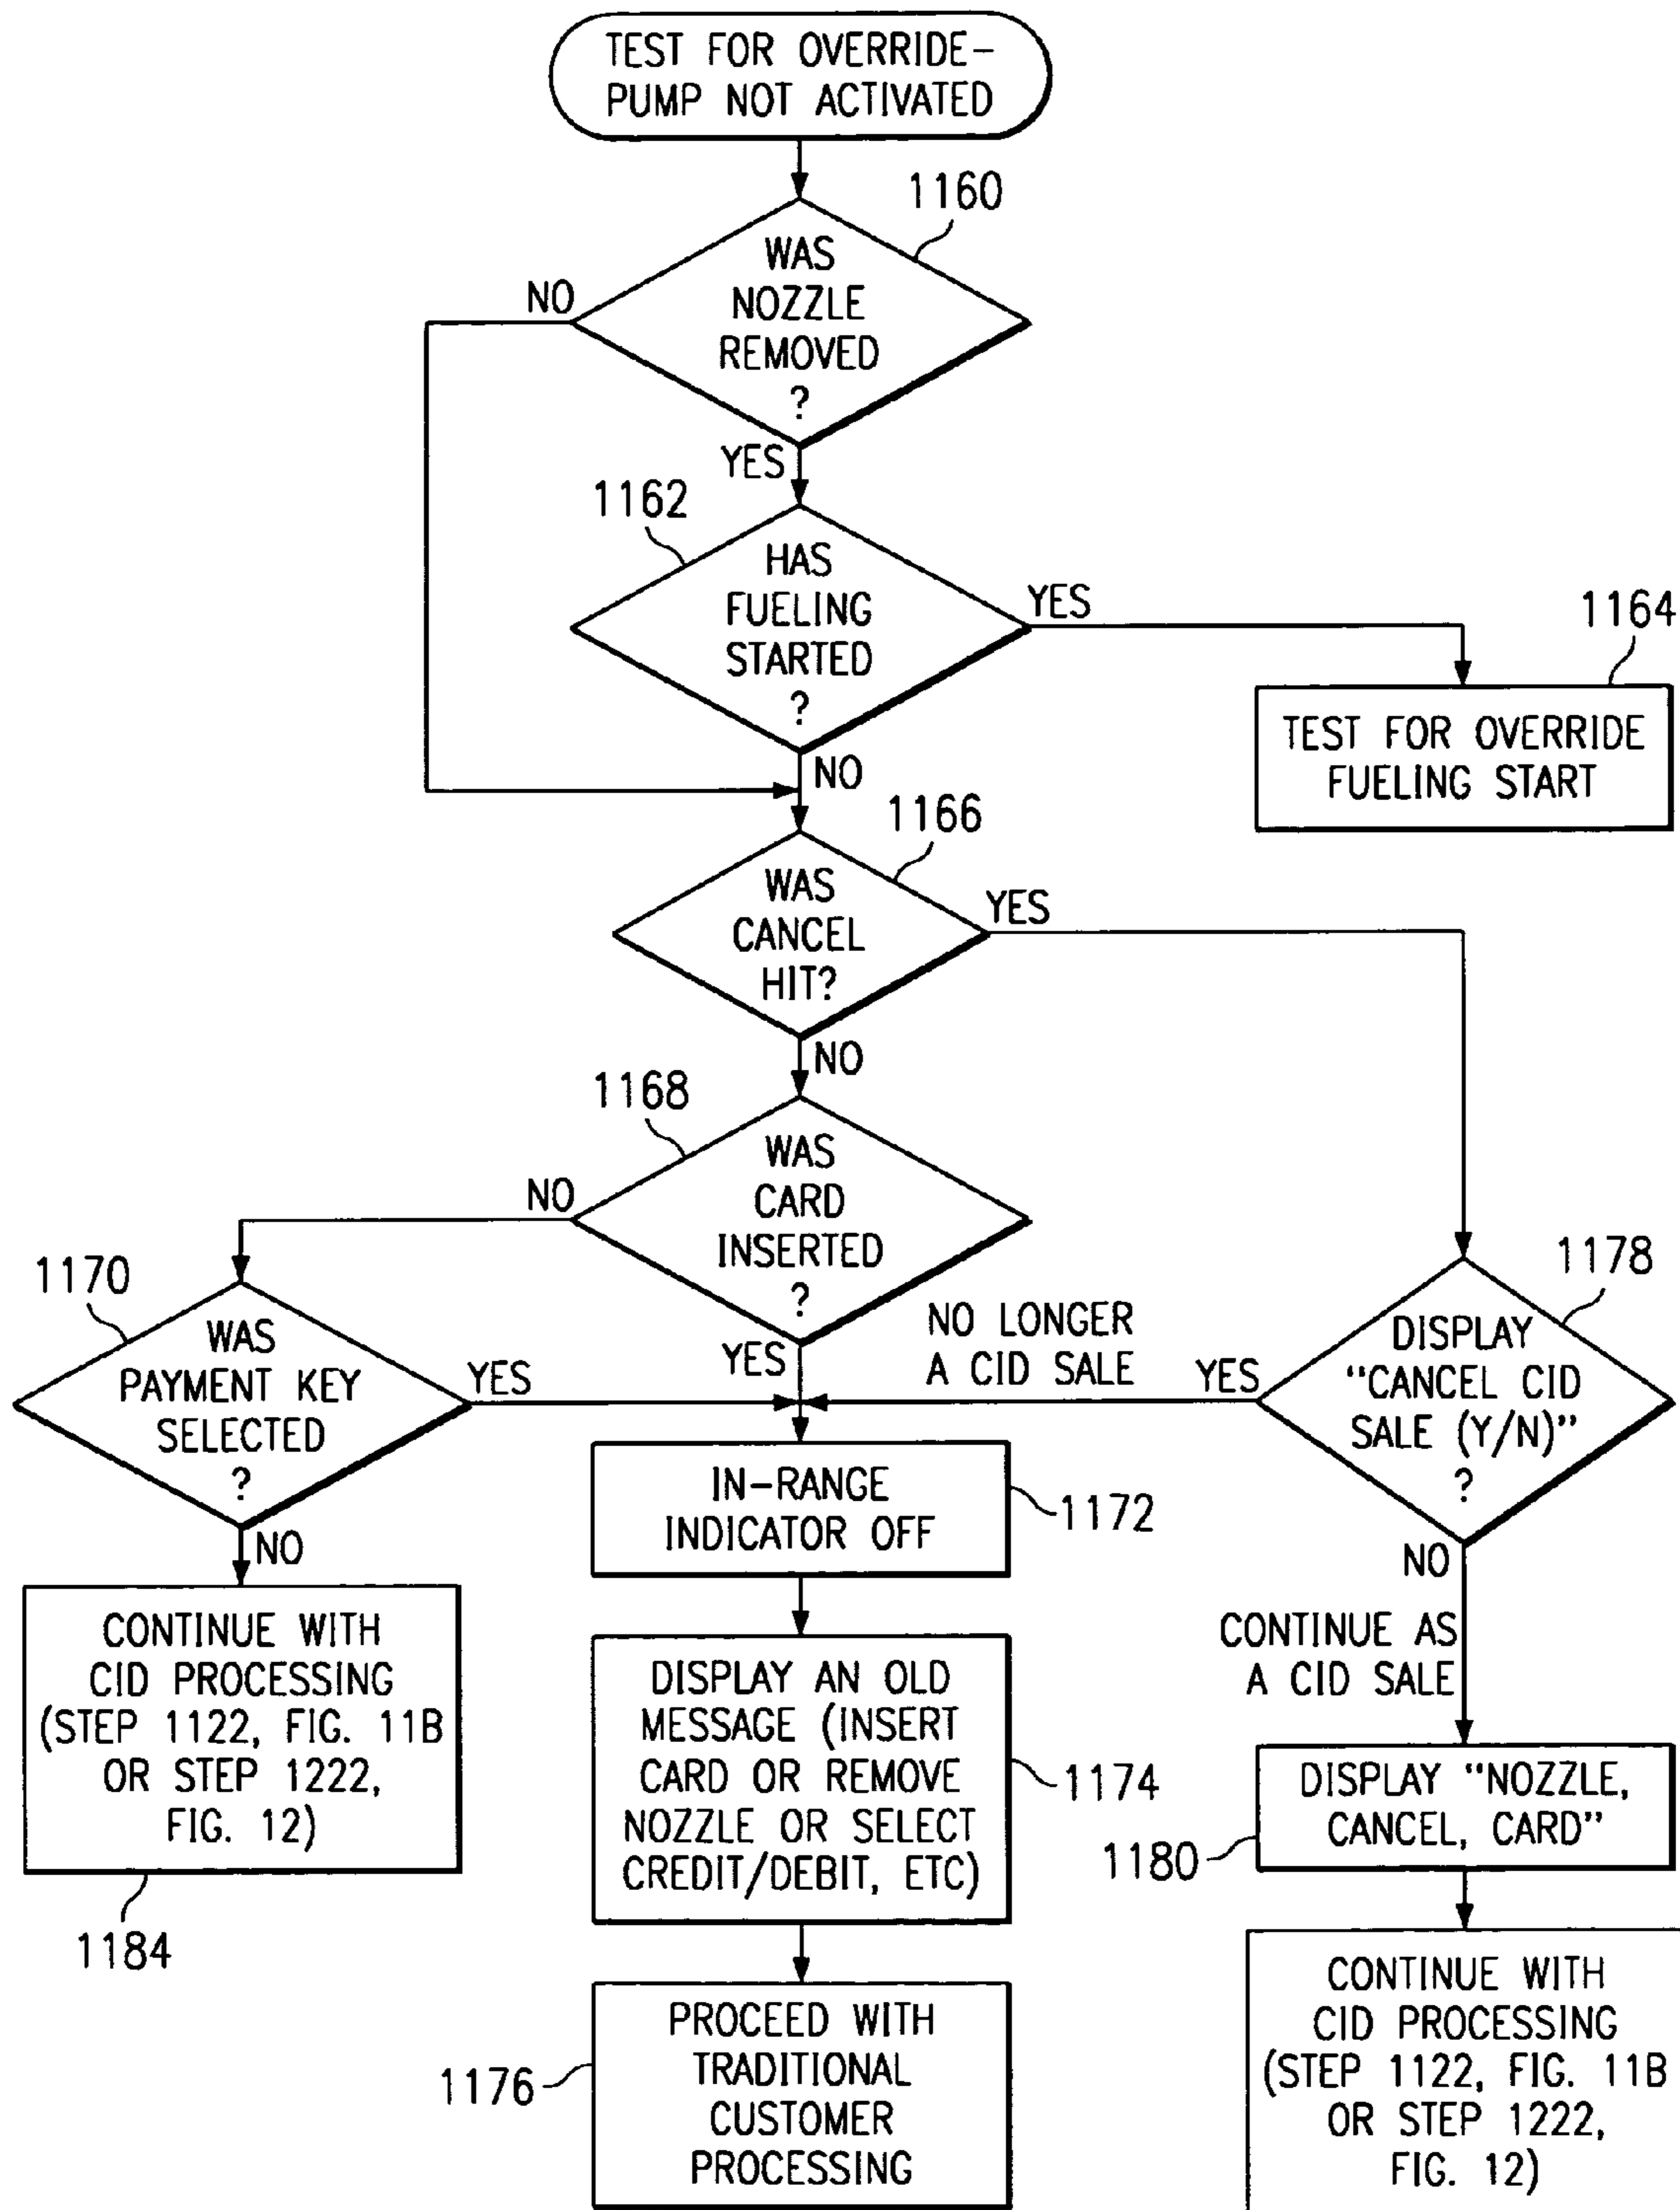 TEST FOR OVERRIDE-
PUMP NOT ACTIVATED
1160
WAS
NOZZLE
REMOVED
?
NO
YES
1162
HAS
FUELING
STARTED
?
YES
1164
TEST FOR OVERRIDE
FUELING START
NO
1166
WAS
CANCEL
HIT?
YES
NO
1168
WAS
CARD
INSERTED
?
NO
YES
1170
WAS
PAYMENT KEY
SELECTED
?
YES
NO
NO LONGER
A CID SALE
YES
1178
DISPLAY
"CANCEL CID
SALE (Y/N)"
?
NO
CONTINUE AS
A CID SALE
IN-RANGE
INDICATOR OFF
1172
CONTINUE WITH
CID PROCESSING
(STEP 1122, FIG. 11B
OR STEP 1222,
FIG. 12)
1184
DISPLAY AN OLD
MESSAGE (INSERT
CARD OR REMOVE
NOZZLE OR SELECT
CREDIT/DEBIT, ETC)
1174
DISPLAY "NOZZLE,
CANCEL, CARD"
1180
PROCEED WITH
TRADITIONAL
CUSTOMER
PROCESSING
1176
CONTINUE WITH
CID PROCESSING
(STEP 1122, FIG. 11B
OR STEP 1222,
FIG. 12)